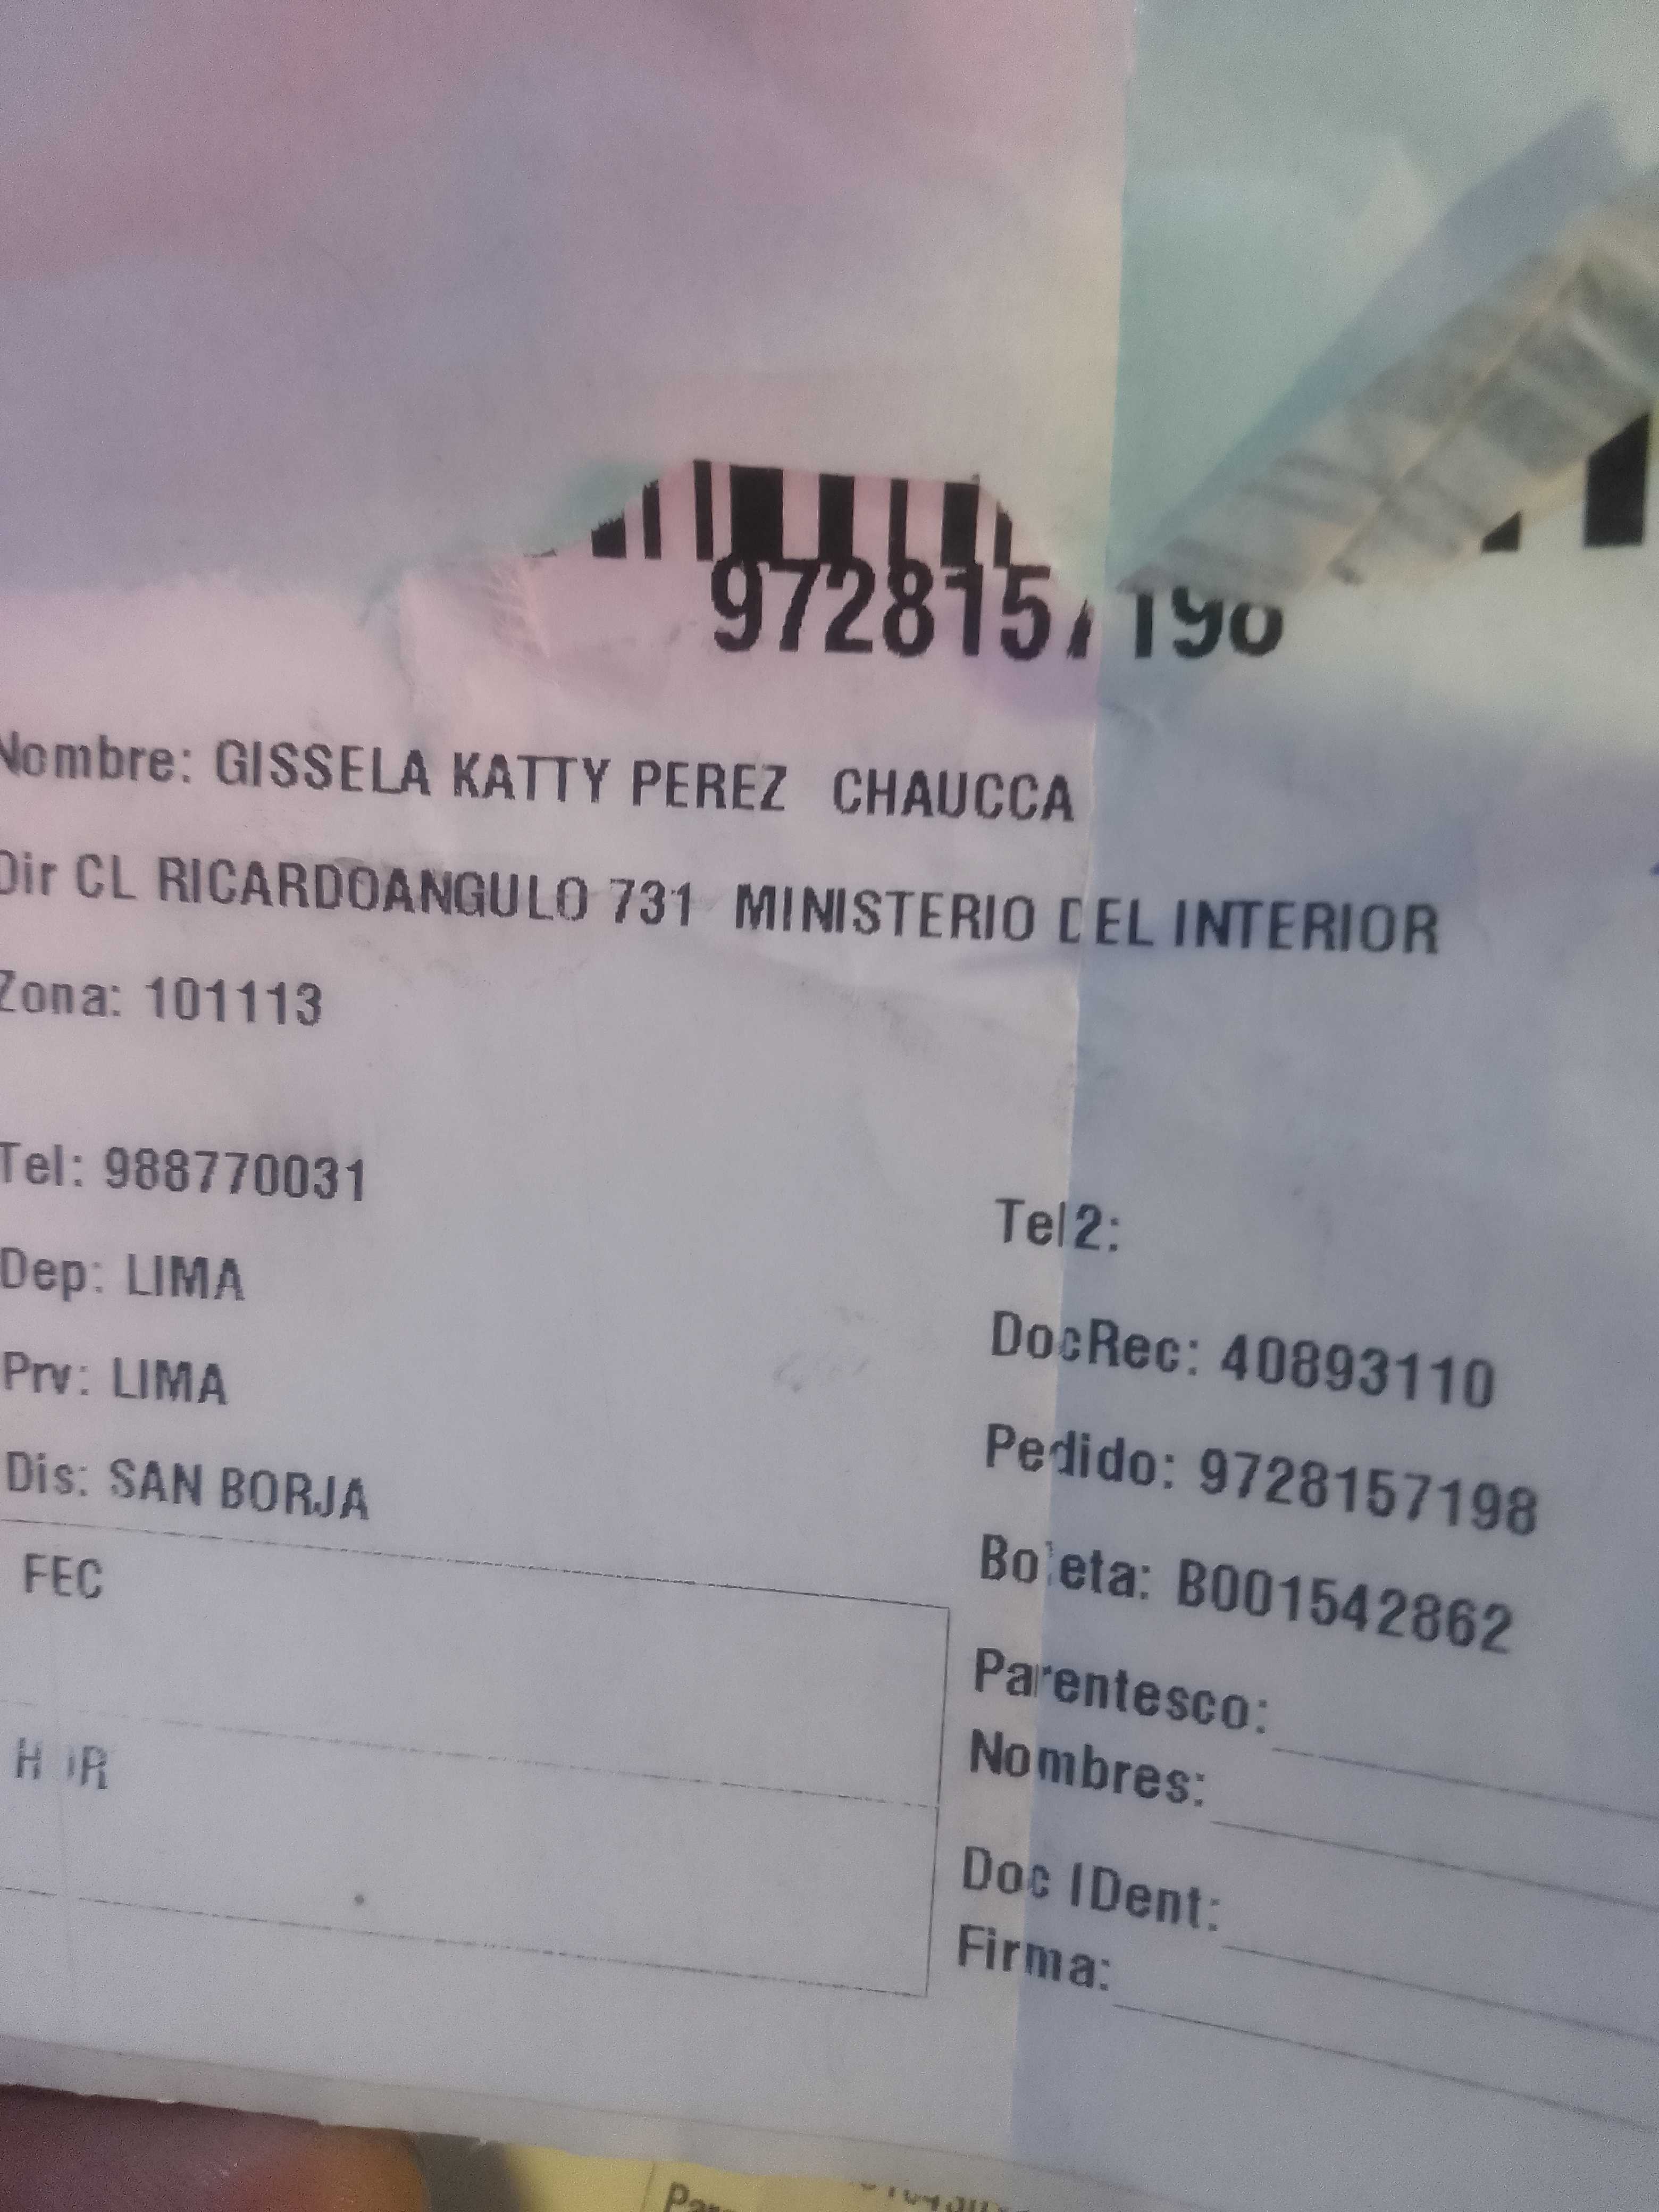 9728157198
Nombre: GISSELA KATTY PEREZ CHAUCCA
Dir CL RICARDOANGULO 731 MINISTERIO DEL INTERIOR
Zona: 101113
Tel: 988770031
Tel2:
Dep: LIMA
DocRec: 40893110
Prv: LIMA
Pedido: 9728157198
Dis: SAN BORJA
Boleta: B001542862
FEC
Parentesco:
Nombres:
HOR
Doc IDent:
Firma: